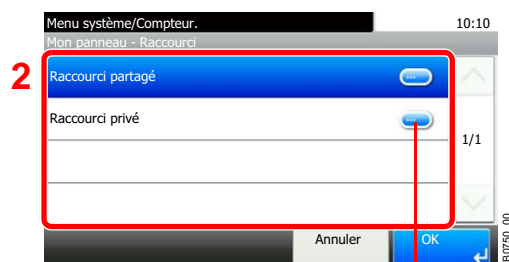 Menu système/Compteur. 10:10
Mon panneau - Raccourci
2
Raccourci partagé
Raccourci privé
1/1
Annuler OK
B0750_00